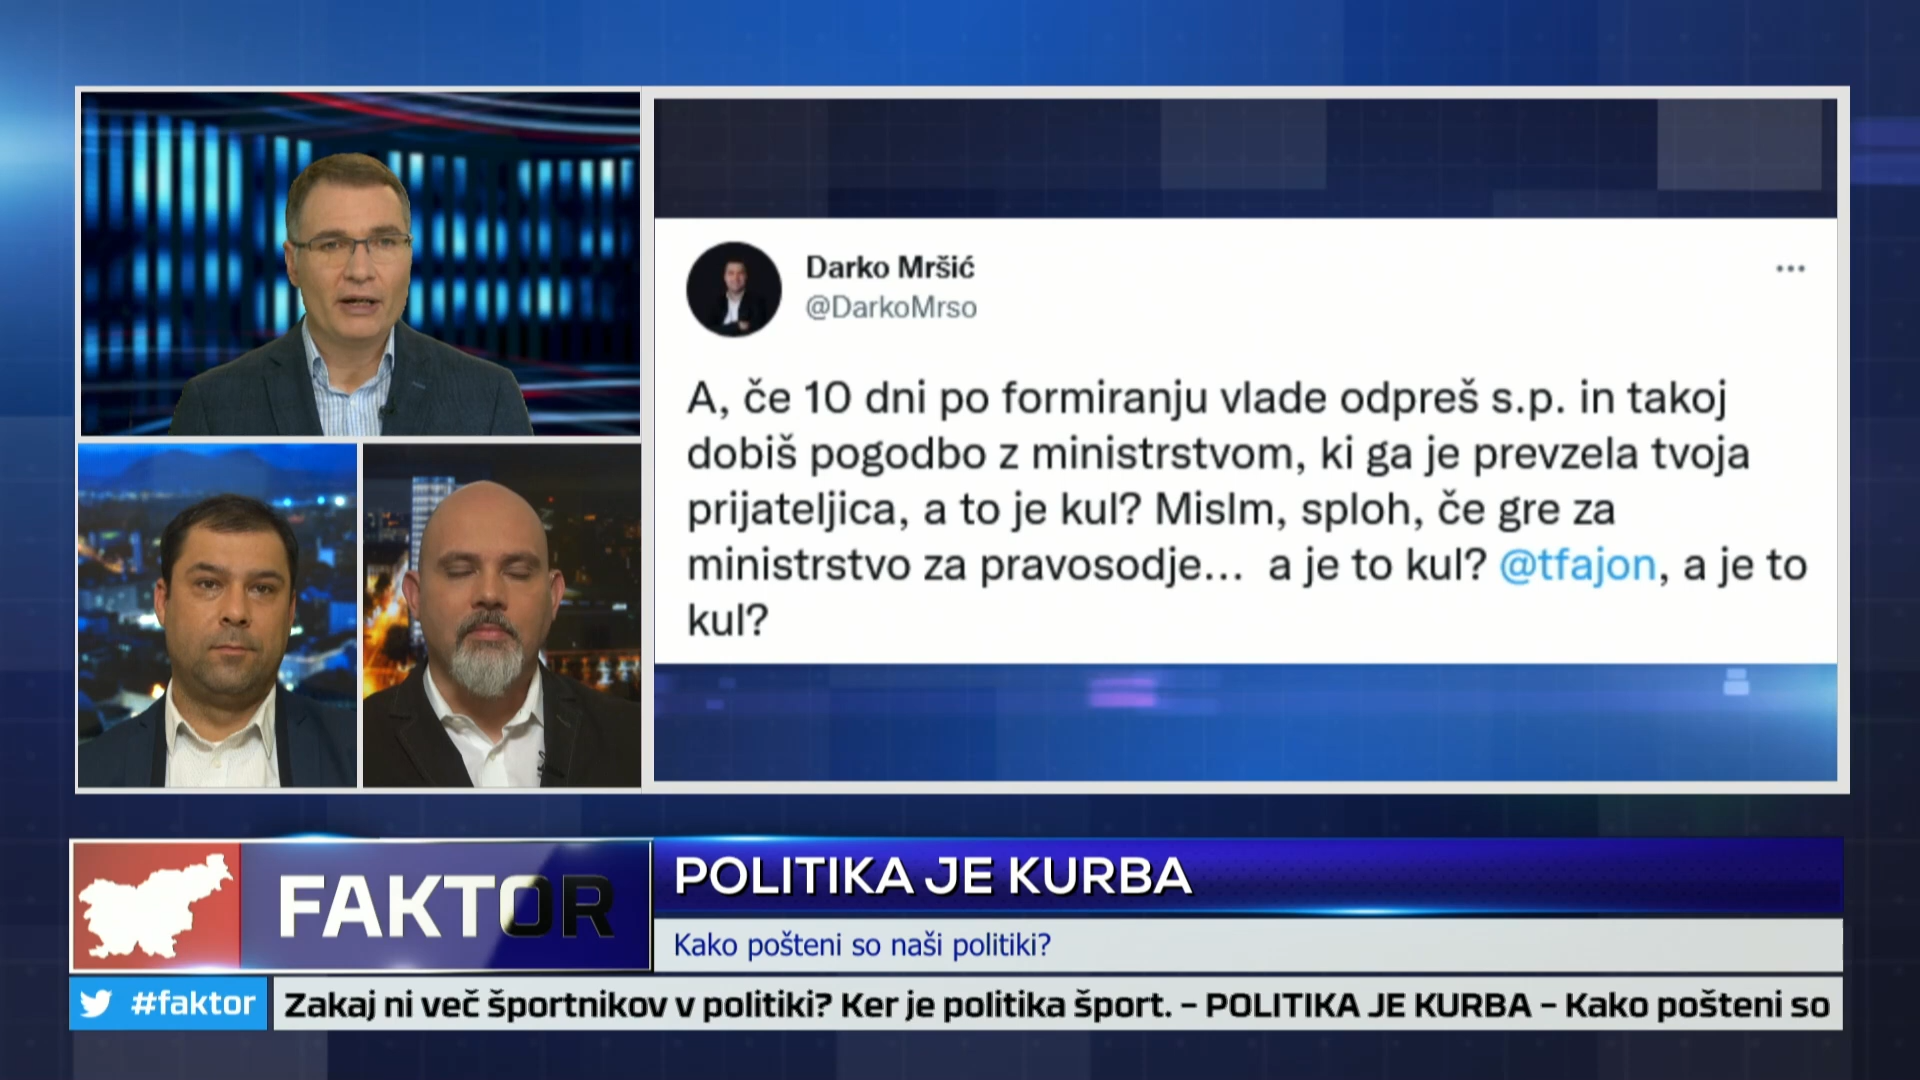 Darko Mršić
@DarkoMrso
A, če 10 dni po formiranju vlade odpreš s.p. in takoj
dobiš pogodbo z ministrstvom, ki ga je prevzela tvoja
prijateljica, a to je kul? Mislm, sploh, če gre za
ministrstvo za pravosodje... a je to kul? @tfajon, a je to
kul?
FAKTOR
POLITIKA JE KURBA
Kako pošteni so naši politiki?
#faktor
Zakaj ni več športnikov v politiki? Ker je politika šport. – POLITIKA JE KURBA – Kako pošteni so